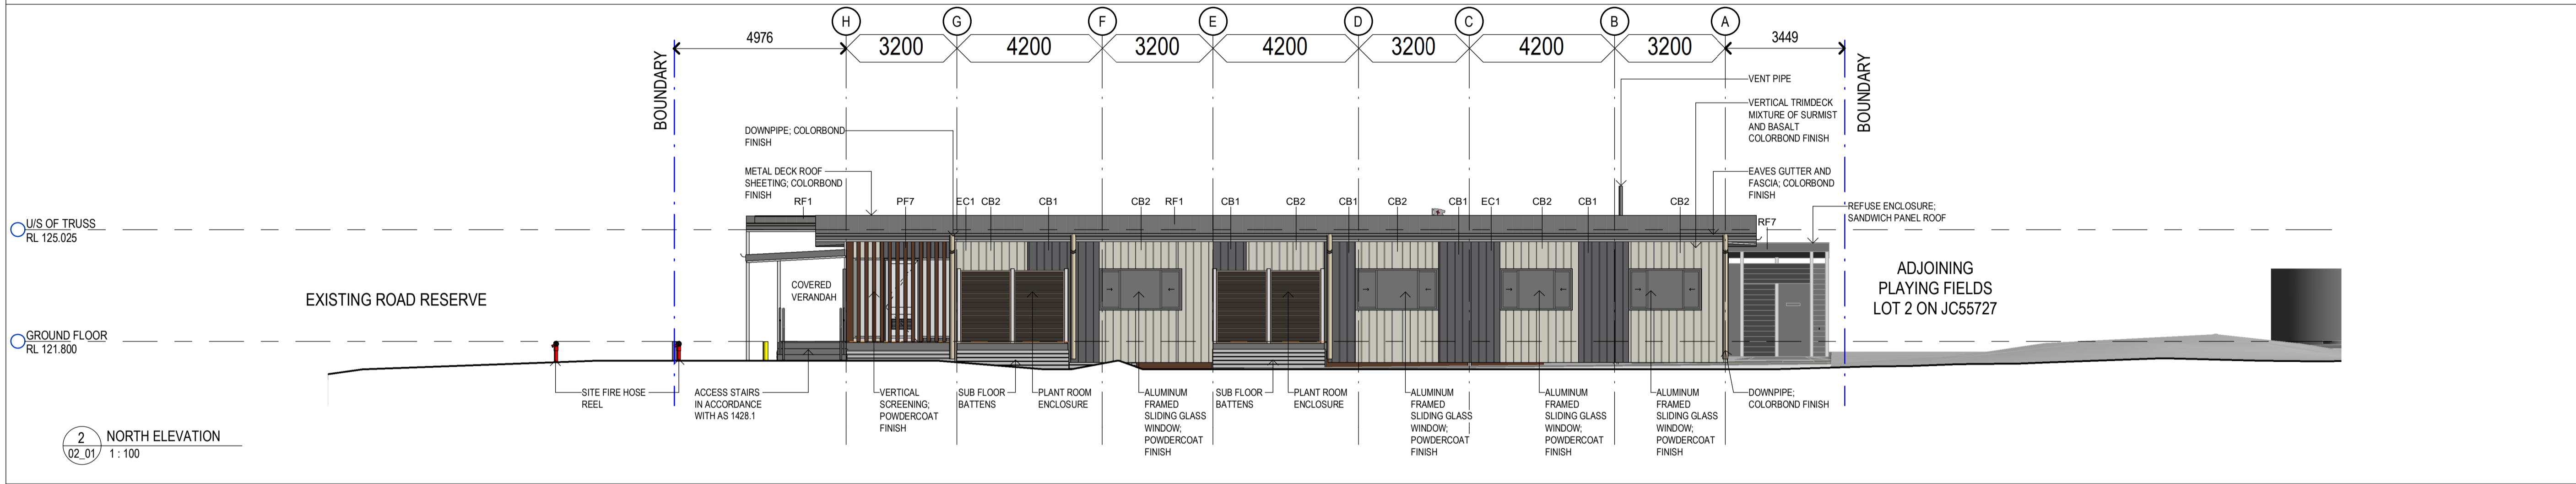 H G F E D C B A
4976 3200 4200 3200 4200 3200 4200 3200 3449
BOUNDARY
BOUNDARY
VENT PIPE
VERTICAL TRIMDECK
MIXTURE OF SURMIST
AND BASALT
COLORBOND FINISH
DOWNPIPE; COLORBOND
FINISH
METAL DECK ROOF
SHEETING; COLORBOND
FINISH
EAVES GUTTER AND
FASCIA; COLORBOND
FINISH
REFUSE ENCLOSURE;
SANDWICH PANEL ROOF
RF1 PF7 EC1 CB2 CB1 CB2 RF1 CB1 CB2 CB1 CB2 CB1 EC1 CB2 CB1 CB2
RF7
U/S OF TRUSS
RL 125.025
EXISTING ROAD RESERVE
COVERED
VERANDAH
ADJOINING
PLAYING FIELDS
LOT 2 ON JC55727
GROUND FLOOR
RL 121.800
SITE FIRE HOSE
REEL
ACCESS STAIRS
IN ACCORDANCE
WITH AS 1428.1
VERTICAL
SCREENING;
POWDERCOAT
FINISH
SUB FLOOR
BATTENS
PLANT ROOM
ENCLOSURE
ALUMINUM
FRAMED
SLIDING GLASS
WINDOW;
POWDERCOAT
FINISH
SUB FLOOR
BATTENS
PLANT ROOM
ENCLOSURE
ALUMINUM
FRAMED
SLIDING GLASS
WINDOW;
POWDERCOAT
FINISH
ALUMINUM
FRAMED
SLIDING GLASS
WINDOW;
POWDERCOAT
FINISH
ALUMINUM
FRAMED
SLIDING GLASS
WINDOW;
POWDERCOAT
FINISH
DOWNPIPE;
COLORBOND FINISH
2 NORTH ELEVATION
02_01 1 : 100